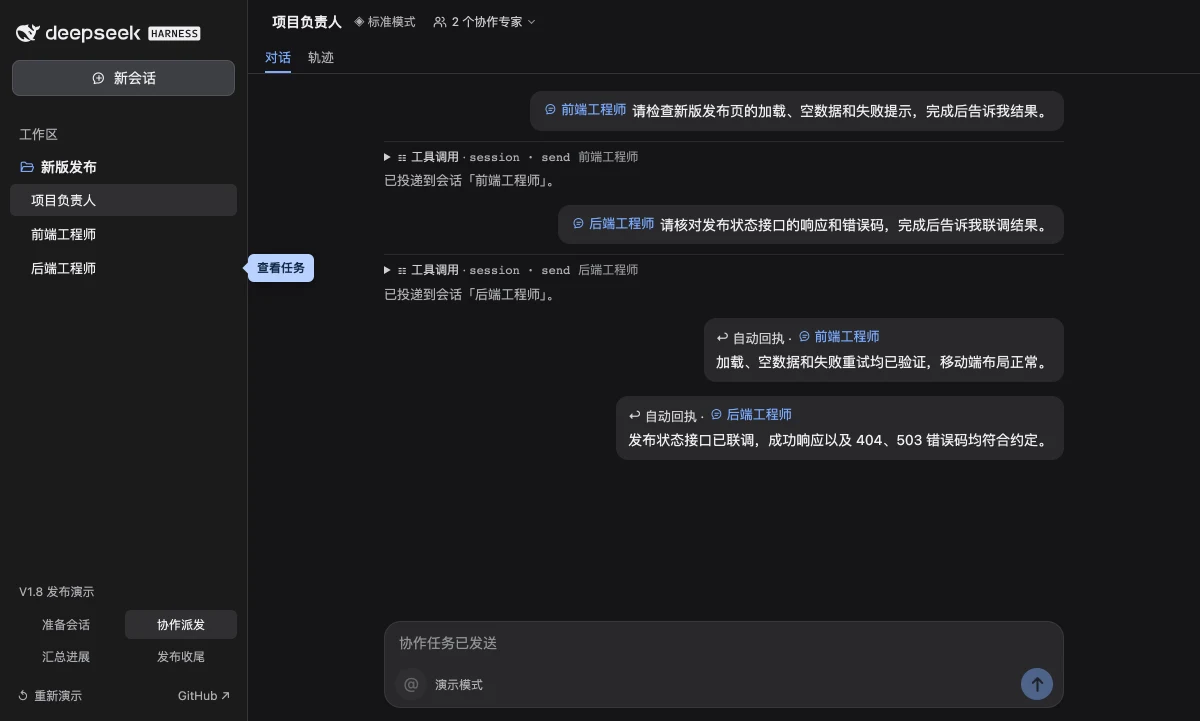 deepseek HARNESS
新会话
工作区
新版发布
项目负责人
前端工程师
后端工程师
查看任务
V1.8 发布演示
准备会话 协作派发
汇总进展 发布收尾
重新演示 GitHub ↗
项目负责人 标准模式 2 个协作专家
对话 轨迹
前端工程师 请检查新版发布页的加载、空数据和失败提示，完成后告诉我结果。
工具调用 · session · send 前端工程师
已投递到会话「前端工程师」。
后端工程师 请核对发布状态接口的响应和错误码，完成后告诉我联调结果。
工具调用 · session · send 后端工程师
已投递到会话「后端工程师」。
自动回执 · 前端工程师
加载、空数据和失败重试均已验证，移动端布局正常。
自动回执 · 后端工程师
发布状态接口已联调，成功响应以及 404、503 错误码均符合约定。
协作任务已发送
@ 演示模式